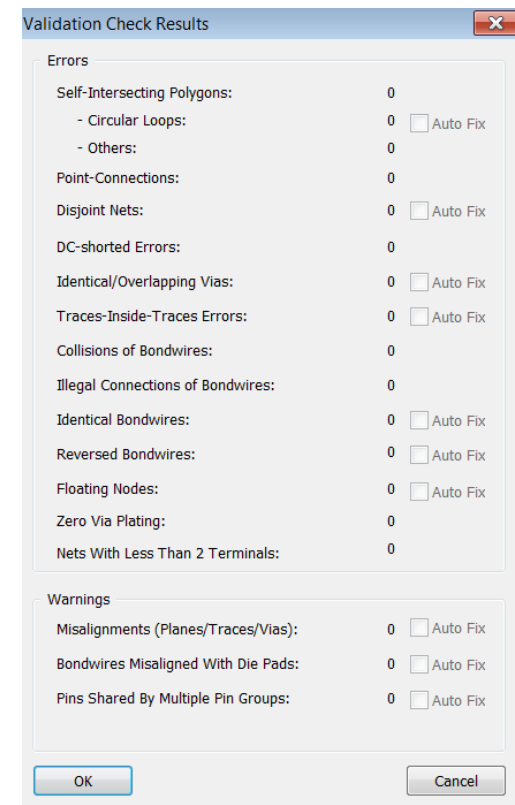 Validation Check Results
Errors
Self-Intersecting Polygons: 0
- Circular Loops: 0 Auto Fix
- Others: 0
Point-Connections: 0
Disjoint Nets: 0 Auto Fix
DC-shorted Errors: 0
Identical/Overlapping Vias: 0 Auto Fix
Traces-Inside-Traces Errors: 0 Auto Fix
Collisions of Bondwires: 0
Illegal Connections of Bondwires: 0
Identical Bondwires: 0 Auto Fix
Reversed Bondwires: 0 Auto Fix
Floating Nodes: 0 Auto Fix
Zero Via Plating: 0
Nets With Less Than 2 Terminals: 0
Warnings
Misalignments (Planes/Traces/Vias): 0 Auto Fix
Bondwires Misaligned With Die Pads: 0 Auto Fix
Pins Shared By Multiple Pin Groups: 0 Auto Fix
OK Cancel